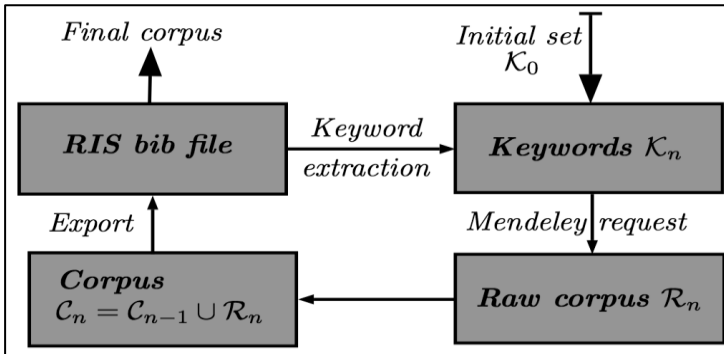 Final corpus
Initial set
𝒦₀
RIS bib file
Keyword
extraction
Keywords 𝒦ₙ
Export
Mendeley request
Corpus
𝒞ₙ = 𝒞ₙ₋₁ ∪ ℛₙ
Raw corpus ℛₙ